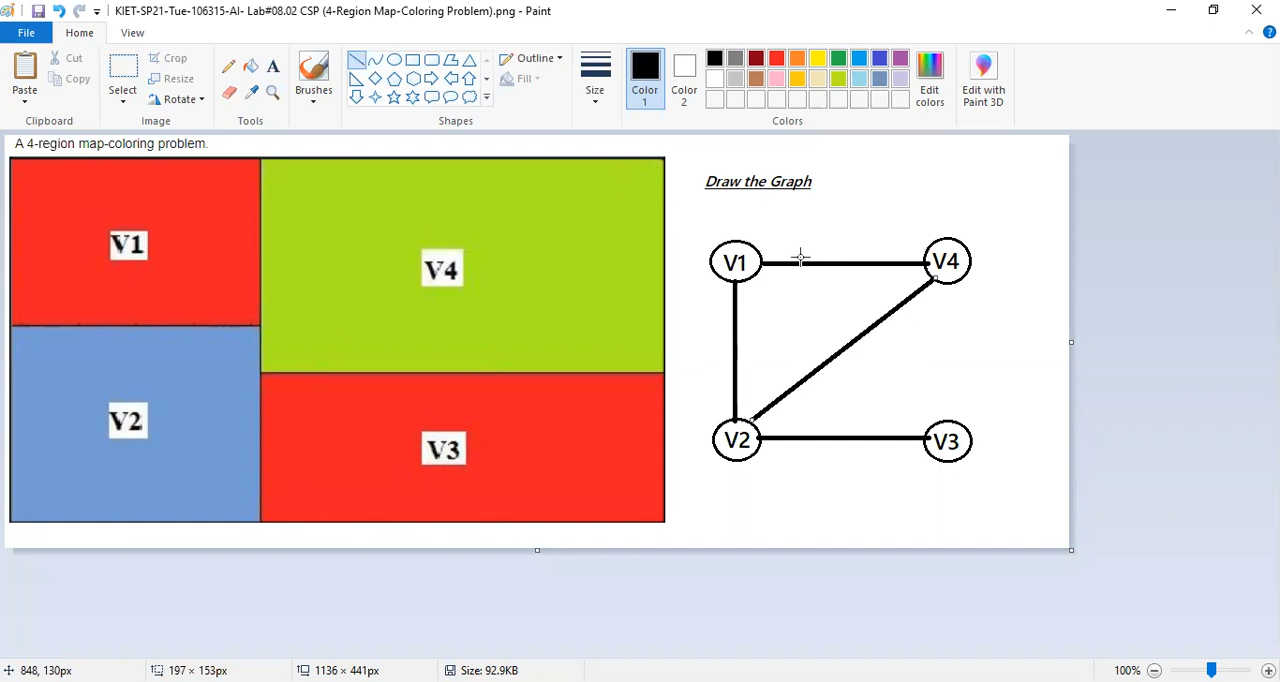 KIET-SP21-Tue-106315-AI- Lab#08.02 CSP (4-Region Map-Coloring Problem).png - Paint
File
Home
View
Paste
Cut
Copy
Clipboard
Select
Crop
Resize
Rotate
Image
A
Tools
Brushes
Shapes
Outline
Fill
Size
Color 1
Color 2
Edit colors
Colors
Edit with Paint 3D
A 4-region map-coloring problem.
V1
V4
V2
V3
Draw the Graph
V1
V4
V2
V3
848, 130px
197 × 153px
1136 × 441px
Size: 92.9KB
100%